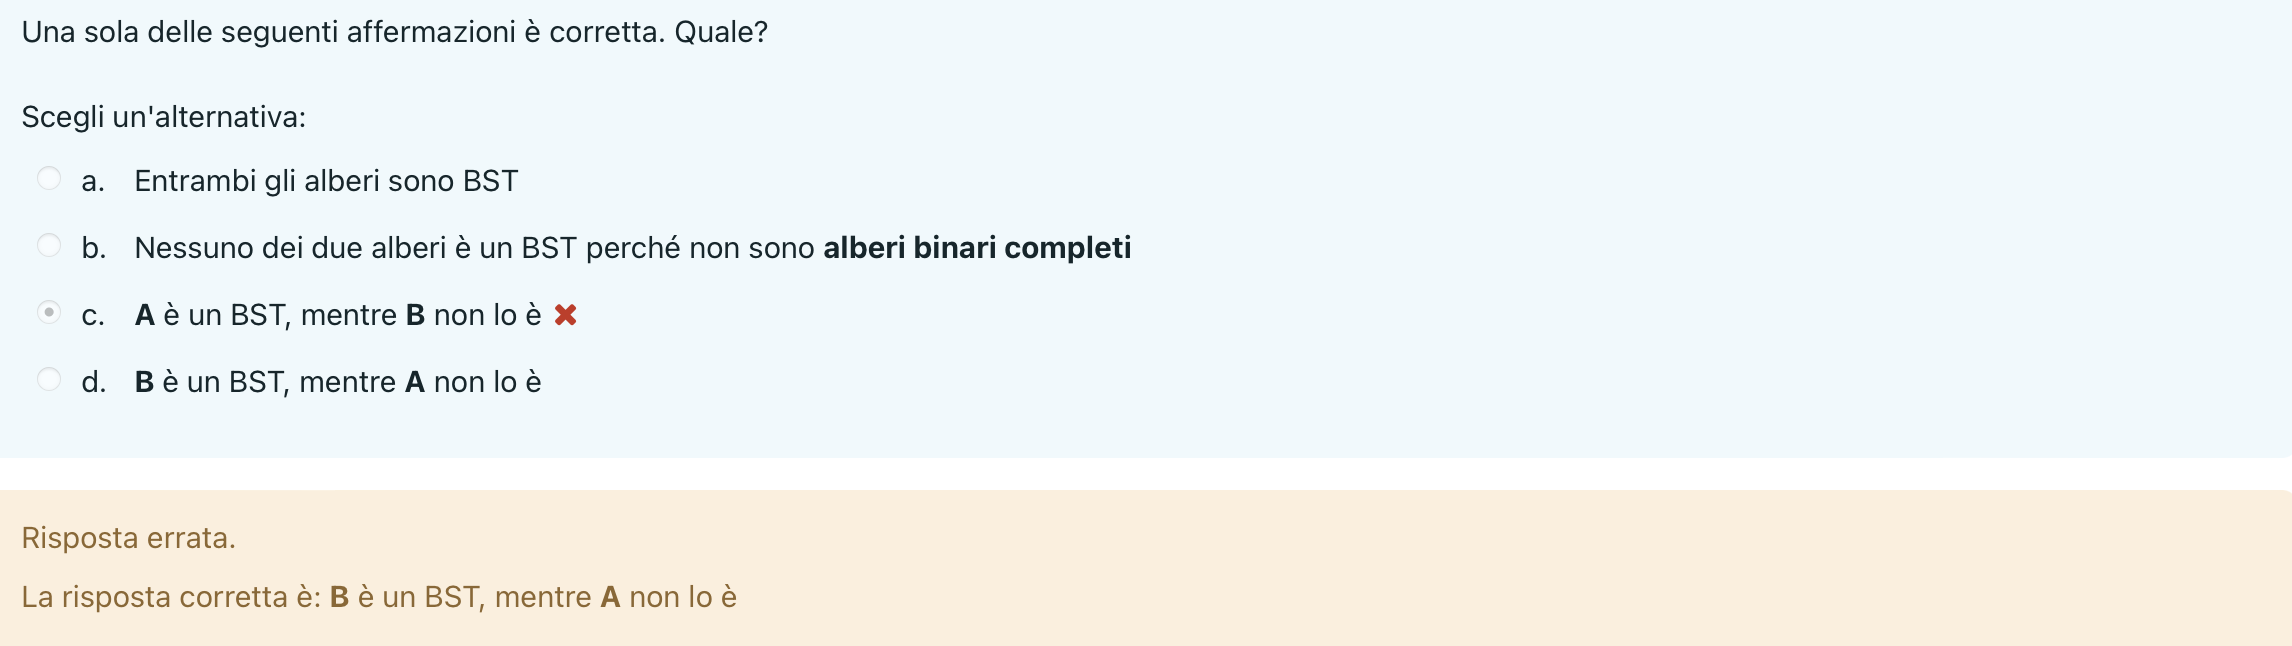 Una sola delle seguenti affermazioni è corretta. Quale?
Scegli un'alternativa:
a. Entrambi gli alberi sono BST
b. Nessuno dei due alberi è un BST perché non sono alberi binari completi
c. A è un BST, mentre B non lo è
d. B è un BST, mentre A non lo è
Risposta errata.
La risposta corretta è: B è un BST, mentre A non lo è